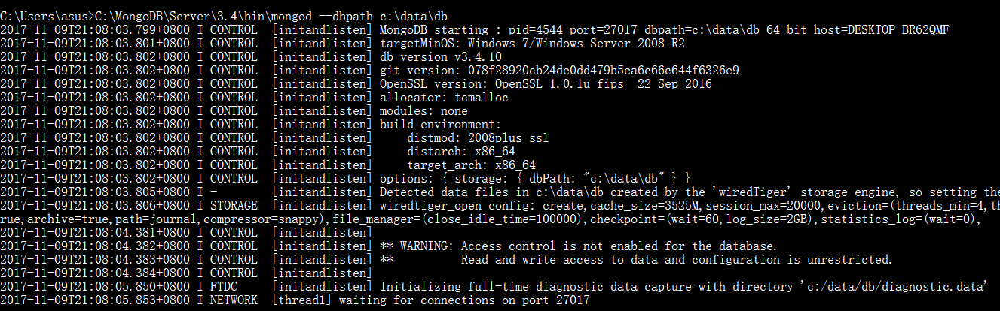 C:\Users\asus>C:\MongoDB\Server\3.4\bin\mongod --dbpath c:\data\db
2017-11-09T21:08:03.799+0800 I CONTROL  [initandlisten] MongoDB starting : pid=4544 port=27017 dbpath=c:\data\db 64-bit host=DESKTOP-BR62QMF
2017-11-09T21:08:03.801+0800 I CONTROL  [initandlisten] targetMinOS: Windows 7/Windows Server 2008 R2
2017-11-09T21:08:03.802+0800 I CONTROL  [initandlisten] db version v3.4.10
2017-11-09T21:08:03.802+0800 I CONTROL  [initandlisten] git version: 078f28920cb24de0dd479b5ea6c66c644f6326e9
2017-11-09T21:08:03.802+0800 I CONTROL  [initandlisten] OpenSSL version: OpenSSL 1.0.1u-fips  22 Sep 2016
2017-11-09T21:08:03.802+0800 I CONTROL  [initandlisten] allocator: tcmalloc
2017-11-09T21:08:03.802+0800 I CONTROL  [initandlisten] modules: none
2017-11-09T21:08:03.802+0800 I CONTROL  [initandlisten] build environment:
2017-11-09T21:08:03.802+0800 I CONTROL  [initandlisten]     distmod: 2008plus-ssl
2017-11-09T21:08:03.802+0800 I CONTROL  [initandlisten]     distarch: x86_64
2017-11-09T21:08:03.802+0800 I CONTROL  [initandlisten]     target_arch: x86_64
2017-11-09T21:08:03.802+0800 I CONTROL  [initandlisten] options: { storage: { dbPath: "c:\data\db" } }
2017-11-09T21:08:03.805+0800 I -        [initandlisten] Detected data files in c:\data\db created by the 'wiredTiger' storage engine, so setting the
2017-11-09T21:08:03.806+0800 I STORAGE  [initandlisten] wiredtiger_open config: create,cache_size=3525M,session_max=20000,eviction=(threads_min=4,th
rue,archive=true,path=journal,compressor=snappy),file_manager=(close_idle_time=100000),checkpoint=(wait=60,log_size=2GB),statistics_log=(wait=0),
2017-11-09T21:08:04.381+0800 I CONTROL  [initandlisten]
2017-11-09T21:08:04.382+0800 I CONTROL  [initandlisten] ** WARNING: Access control is not enabled for the database.
2017-11-09T21:08:04.383+0800 I CONTROL  [initandlisten] **          Read and write access to data and configuration is unrestricted.
2017-11-09T21:08:04.384+0800 I CONTROL  [initandlisten]
2017-11-09T21:08:05.850+0800 I FTDC     [initandlisten] Initializing full-time diagnostic data capture with directory 'c:/data/db/diagnostic.data'
2017-11-09T21:08:05.853+0800 I NETWORK  [thread1] waiting for connections on port 27017